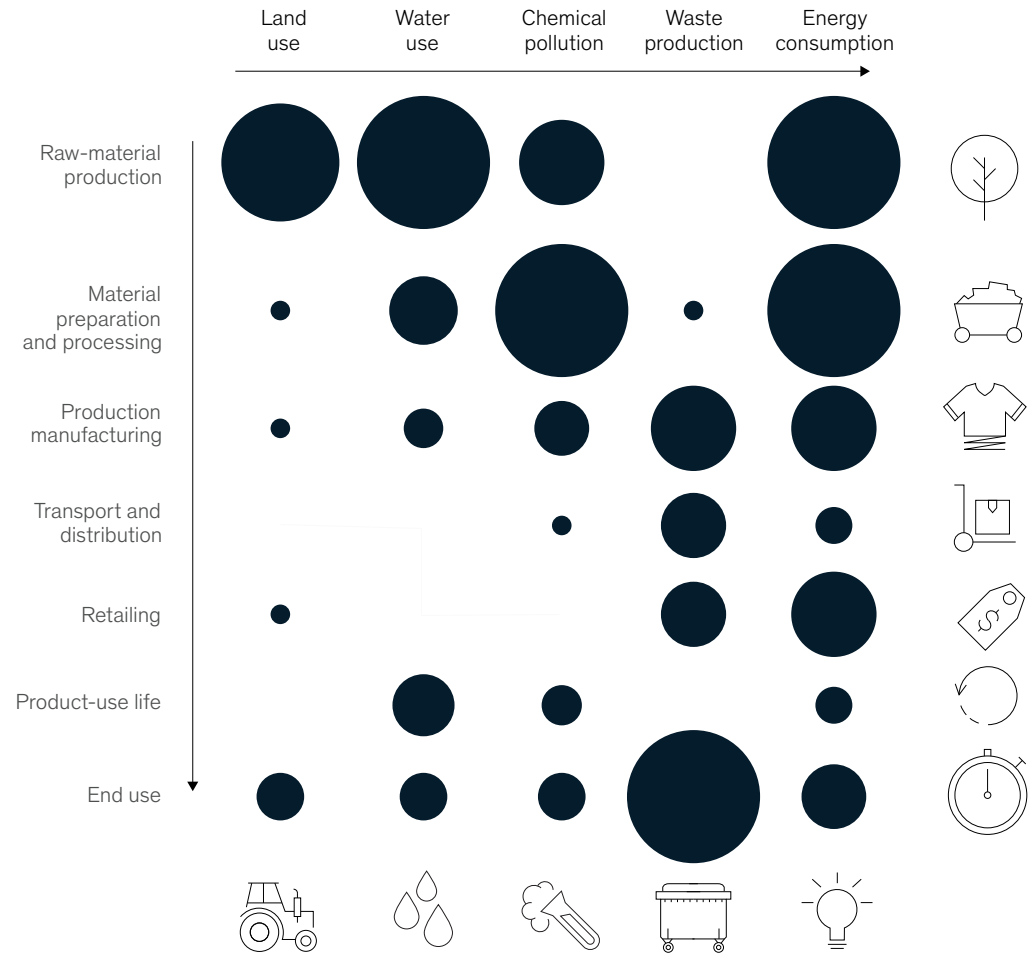 Land
use
Water
use
Chemical
pollution
Waste
production
Energy
consumption
Raw-material
production
Material
preparation
and processing
Production
manufacturing
Transport and
distribution
Retailing
$
Product-use life
End use